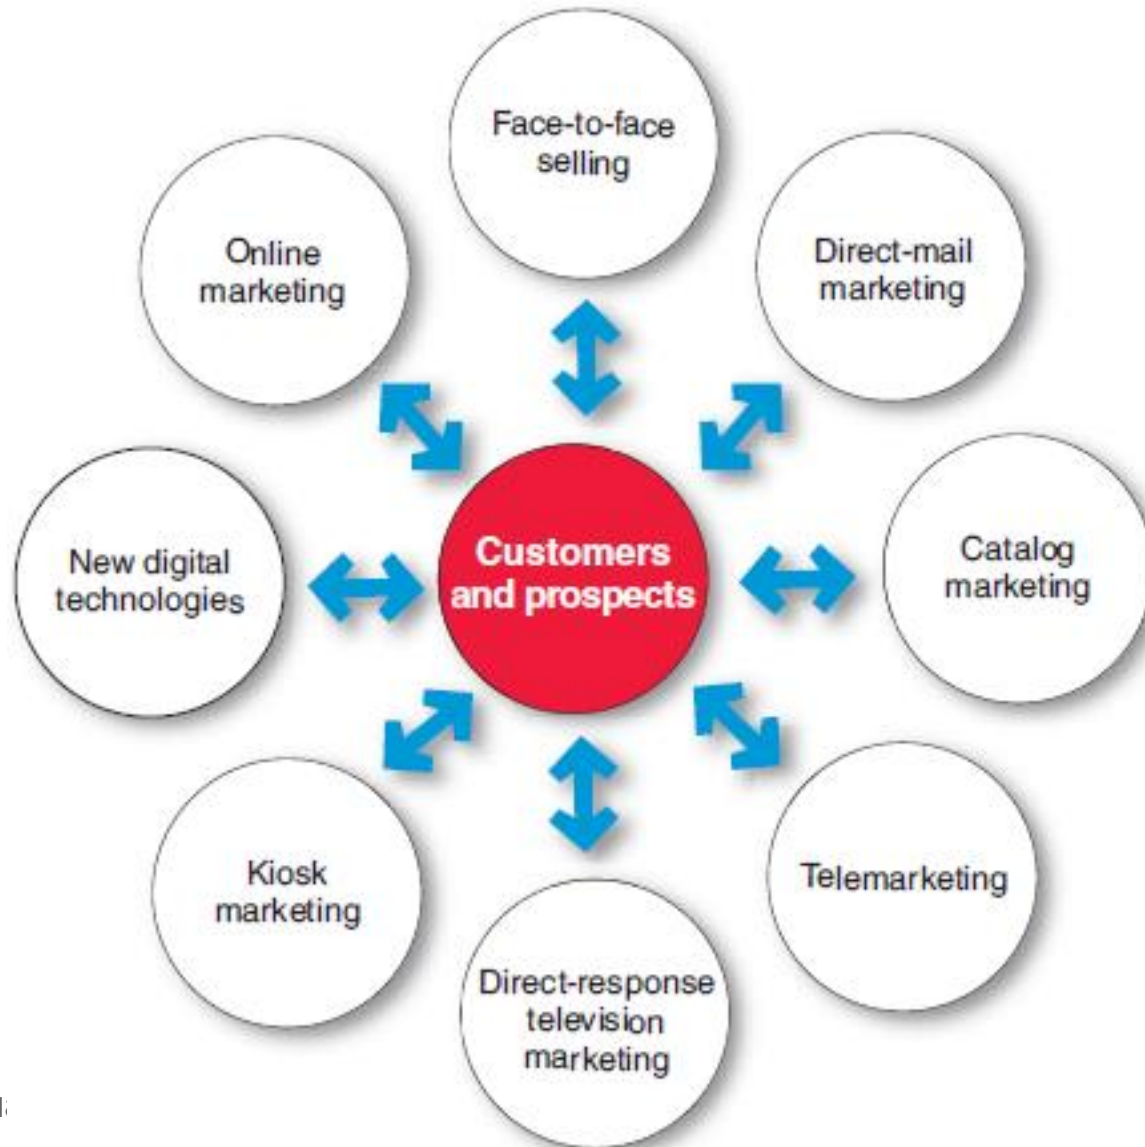 Face-to-face
selling
Direct-mail
marketing
Catalog
marketing
Telemarketing
Direct-response
television
marketing
Kiosk
marketing
New digital
technologies
Online
marketing
Customers
and prospects